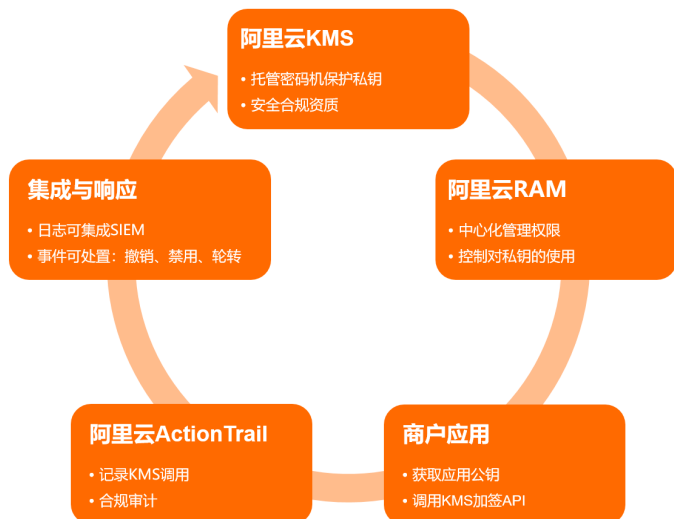 阿里云KMS
• 托管密码机保护私钥
• 安全合规资质
阿里云RAM
• 中心化管理权限
• 控制对私钥的使用
商户应用
• 获取应用公钥
• 调用KMS加签API
阿里云ActionTrail
• 记录KMS调用
• 合规审计
集成与响应
• 日志可集成SIEM
• 事件可处置：撤销、禁用、轮转